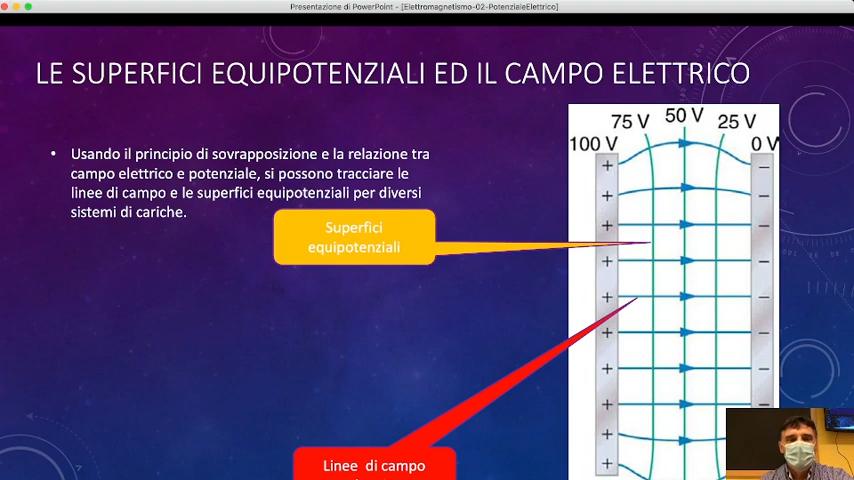 Presentazione di PowerPoint - [Elettromagnetismo-02-PotenzialeElettrico]
LE SUPERFICI EQUIPOTENZIALI ED IL CAMPO ELETTRICO
• Usando il principio di sovrapposizione e la relazione tra
campo elettrico e potenziale, si possono tracciare le
linee di campo e le superfici equipotenziali per diversi
sistemi di cariche.
Superfici
equipotenziali
Linee di campo
100 V 75 V 50 V 25 V 0 V